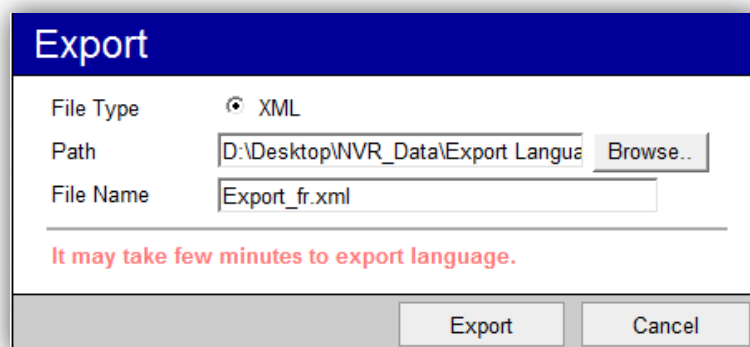 Export
File Type XML
Path D:\Desktop\NVR_Data\Export Langua Browse..
File Name Export_fr.xml
It may take few minutes to export language.
Export Cancel